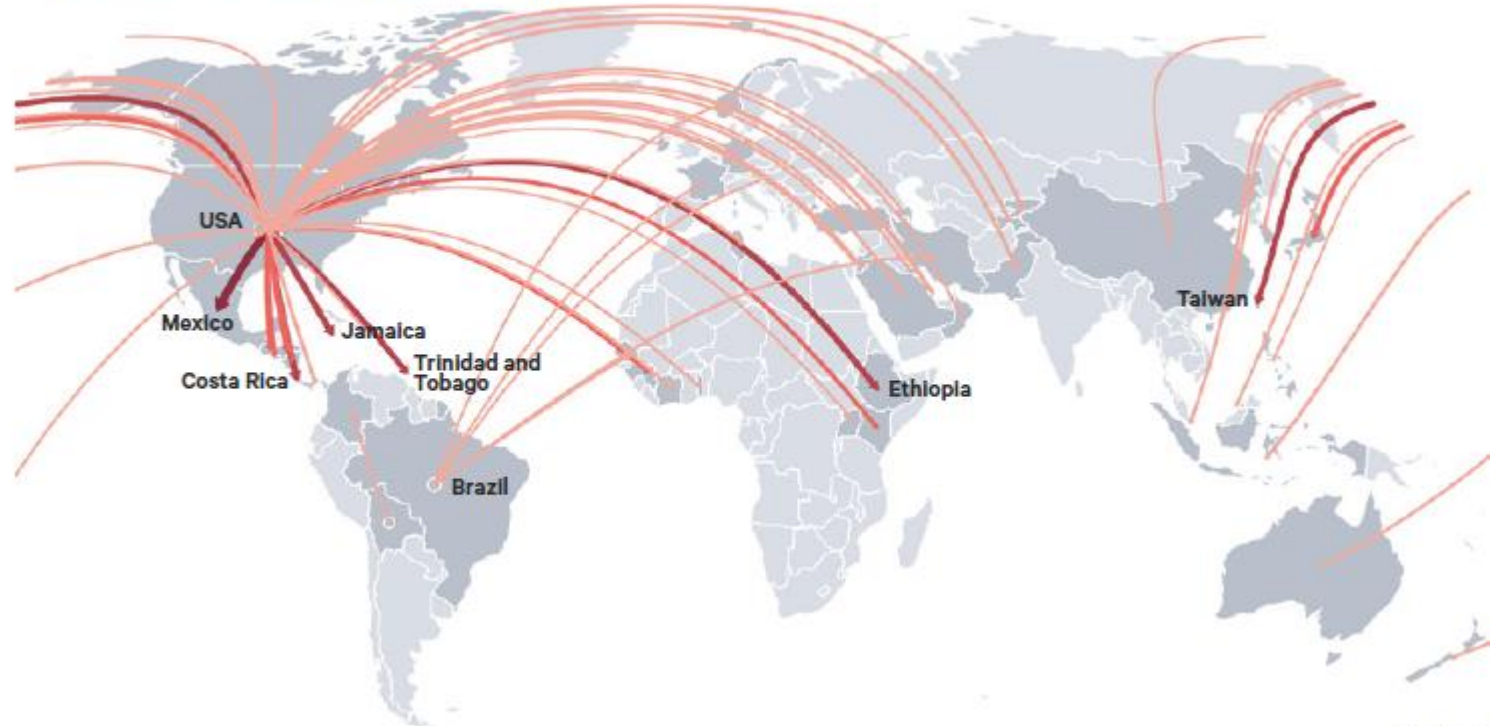 USA
Mexico
Jamaica
Costa Rica
Trinidad and
Tobago
Brazil
Ethiopia
Taiwan